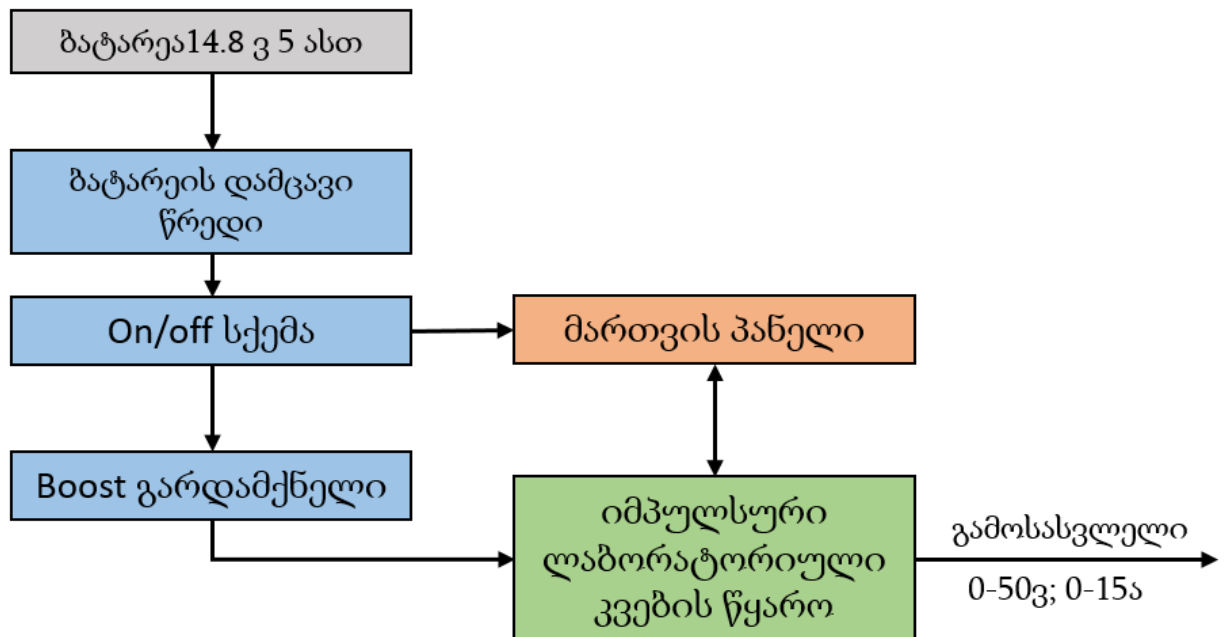 ბატარეა14.8 ვ 5 ასთ
ბატარეის დამცავი
წრედი
On/off სქემა
მართვის პანელი
Boost გარდამქნელი
იმპულსური
ლაბორატორიული
კვების წყარო
გამოსასვლელი
0-50ვ; 0-15ა